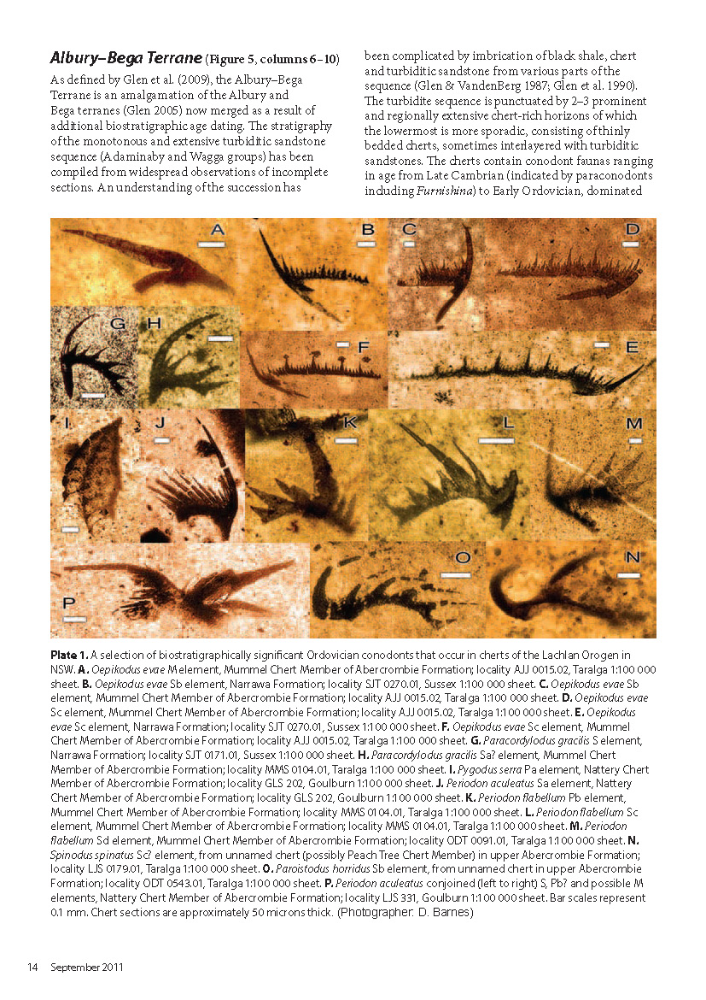 Albury–Bega Terrane (Figure 5, columns 6–10)
As defined by Glen et al. (2009), the Albury–Bega
Terrane is an amalgamation of the Albury and
Bega terranes (Glen 2005) now merged as a result of
additional biostratigraphic age dating. The stratigraphy
of the monotonous and extensive turbiditic sandstone
sequence (Adaminaby and Wagga groups) has been
compiled from widespread observations of incomplete
sections. An understanding of the succession has
been complicated by imbrication of black shale, chert
and turbiditic sandstone from various parts of the
sequence (Glen & VandenBerg 1987; Glen et al. 1990).
The turbidite sequence is punctuated by 2–3 prominent
and regionally extensive chert-rich horizons of which
the lowermost is more sporadic, consisting of thinly
bedded cherts, sometimes interlayered with turbiditic
sandstones. The cherts contain conodont faunas ranging
in age from Late Cambrian (indicated by paraconodonts
including Furnishina) to Early Ordovician, dominated
A
B
C
D
G
H
F
E
I
J
K
L
M
P
O
N
Plate 1. A selection of biostratigraphically significant Ordovician conodonts that occur in cherts of the Lachlan Orogen in
NSW. A. Oepikodus evae M element, Mummel Chert Member of Abercrombie Formation; locality AJJ 0015.02, Taralga 1:100 000
sheet. B. Oepikodus evae Sb element, Narrawa Formation; locality SJT 0270.01, Sussex 1:100 000 sheet. C. Oepikodus evae Sb
element, Mummel Chert Member of Abercrombie Formation; locality AJJ 0015.02, Taralga 1:100 000 sheet. D. Oepikodus evae
Sc element, Mummel Chert Member of Abercrombie Formation; locality AJJ 0015.02, Taralga 1:100 000 sheet. E. Oepikodus
evae Sc element, Narrawa Formation; locality SJT 0270.01, Sussex 1:100 000 sheet. F. Oepikodus evae Sc element, Mummel
Chert Member of Abercrombie Formation; locality AJJ 0015.02, Taralga 1:100 000 sheet. G. Paracordylodus gracilis S element,
Narrawa Formation; locality SJT 0171.01, Sussex 1:100 000 sheet. H. Paracordylodus gracilis Sa? element, Mummel Chert
Member of Abercrombie Formation; locality MMS 0104.01, Taralga 1:100 000 sheet. I. Pygodus serra Pa element, Nattery Chert
Member of Abercrombie Formation; locality GLS 202, Goulburn 1:100 000 sheet. J. Periodon aculeatus Sa element, Nattery
Chert Member of Abercrombie Formation; locality GLS 202, Goulburn 1:100 000 sheet. K. Periodon flabellum Pb element,
Mummel Chert Member of Abercrombie Formation; locality MMS 0104.01, Taralga 1:100 000 sheet. L. Periodon flabellum Sc
element, Mummel Chert Member of Abercrombie Formation; locality MMS 0104.01, Taralga 1:100 000 sheet. M. Periodon
flabellum Sd element, Mummel Chert Member of Abercrombie Formation; locality ODT 0091.01, Taralga 1:100 000 sheet. N.
Spinodus spinatus Sc? element, from unnamed chert (possibly Peach Tree Chert Member) in upper Abercrombie Formation;
locality LJS 0179.01, Taralga 1:100 000 sheet. O. Paroistodus horridus Sb element, from unnamed chert in upper Abercrombie
Formation; locality ODT 0543.01, Taralga 1:100 000 sheet. P. Periodon aculeatus conjoined (left to right) S, Pb? and possible M
elements, Nattery Chert Member of Abercrombie Formation; locality LJS 331, Goulburn 1:100 000 sheet. Bar scales represent
0.1 mm. Chert sections are approximately 50 microns thick. (Photographer: D. Barnes)
14 September 2011